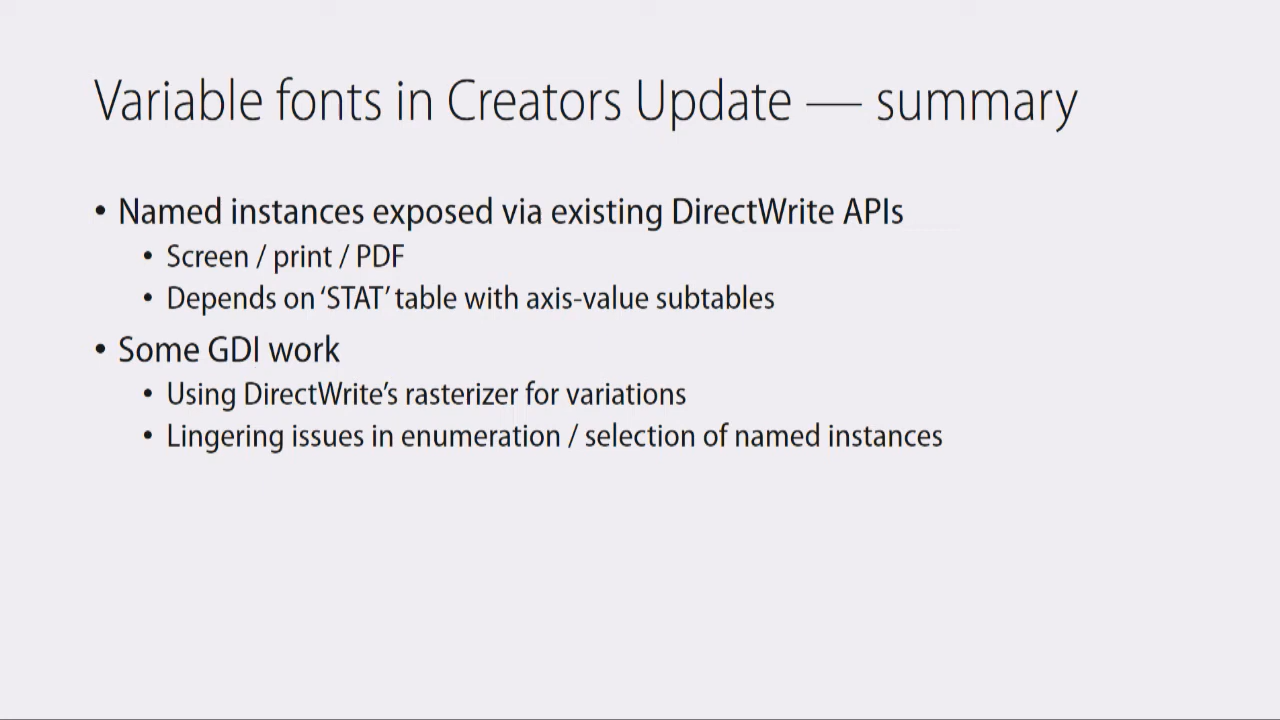 Variable fonts in Creators Update — summary
• Named instances exposed via existing DirectWrite APIs
• Screen / print / PDF
• Depends on ‘STAT’ table with axis-value subtables
• Some GDI work
• Using DirectWrite’s rasterizer for variations
• Lingering issues in enumeration / selection of named instances